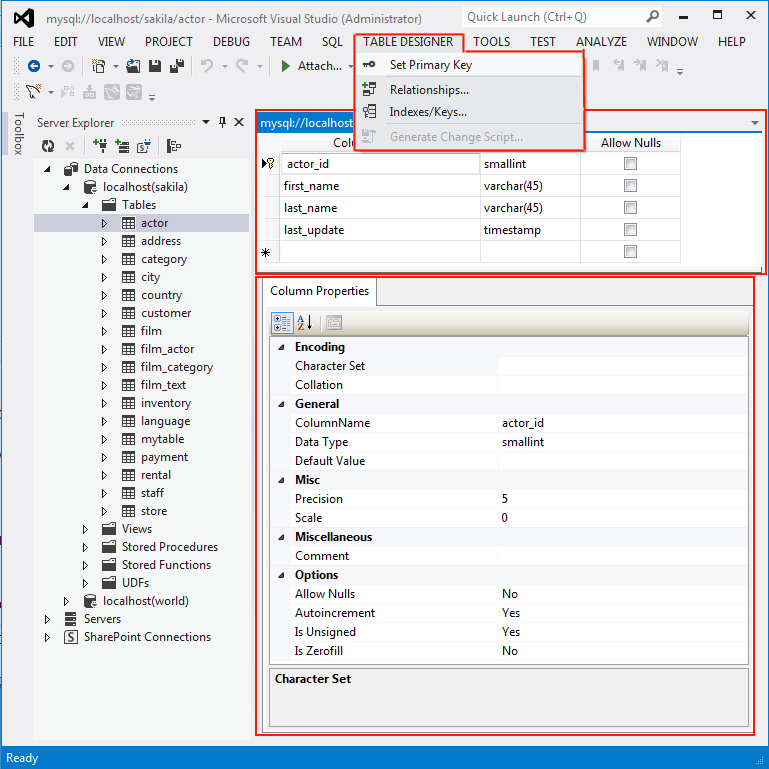 mysql://localhost/sakila/actor - Microsoft Visual Studio (Administrator)
Quick Launch (Ctrl+Q)
FILE EDIT VIEW PROJECT DEBUG TEAM SQL TABLE DESIGNER TOOLS TEST ANALYZE WINDOW HELP
Attach...
Set Primary Key
Relationships...
Indexes/Keys...
Generate Change Script...
Toolbox
Server Explorer
Data Connections
localhost(sakila)
Tables
actor
address
category
city
country
customer
film
film_actor
film_category
film_text
inventory
language
mytable
payment
rental
staff
store
Views
Stored Procedures
Stored Functions
UDFs
localhost(world)
Servers
SharePoint Connections
mysql://localhost
Allow Nulls
actor_id smallint
first_name varchar(45)
last_name varchar(45)
last_update timestamp
Column Properties
Encoding
Character Set
Collation
General
ColumnName actor_id
Data Type smallint
Default Value
Misc
Precision 5
Scale 0
Miscellaneous
Comment
Options
Allow Nulls No
Autoincrement Yes
Is Unsigned Yes
Is Zerofill No
Character Set
Ready